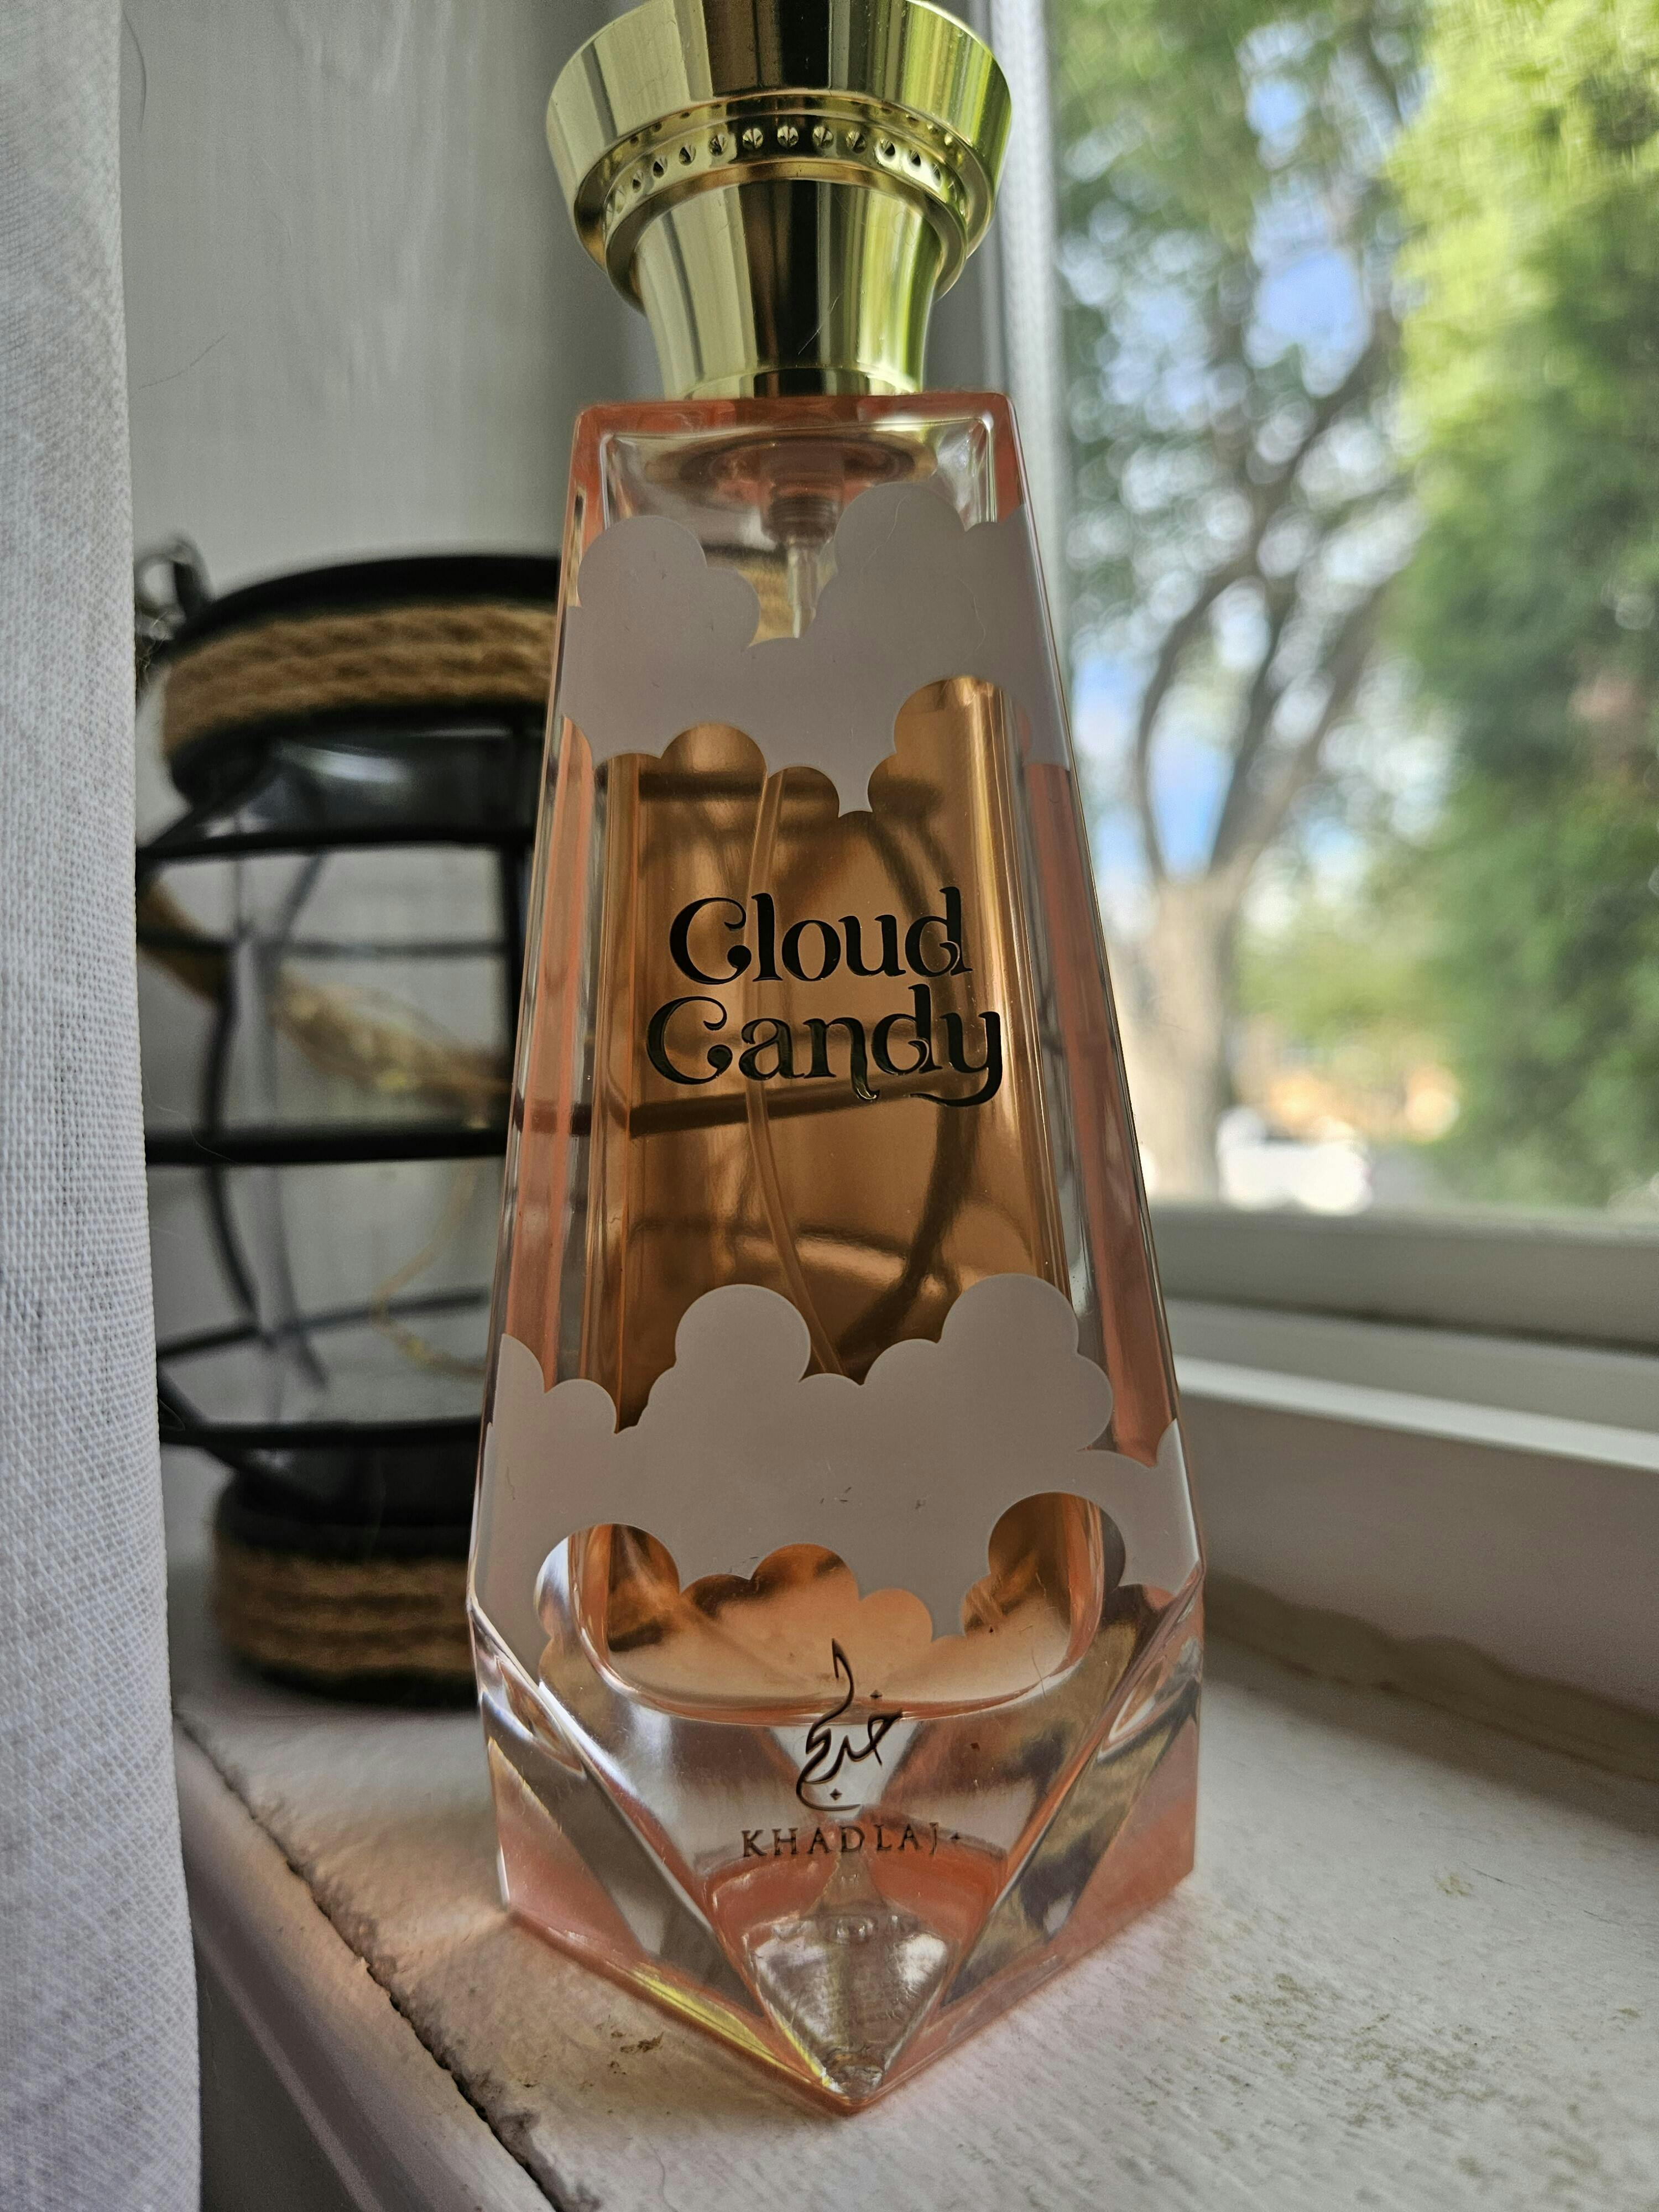 Cloud
Candy
خدلج
KHADLAJ